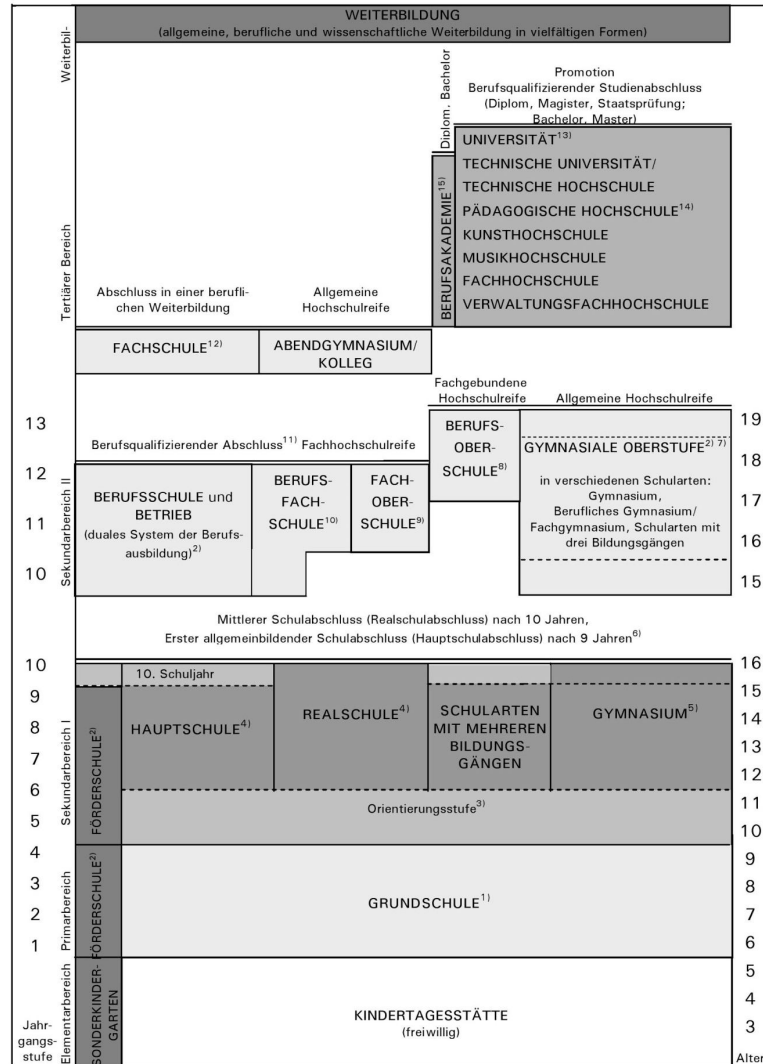 WEITERBILDUNG
(allgemeine, berufliche und wissenschaftliche Weiterbildung in vielfältigen Formen)
Weiterbil-
Promotion
Berufsqualifizierender Studienabschluss
(Diplom, Magister, Staatsprüfung;
Bachelor, Master)
Diplom, Bachelor
UNIVERSITÄT13)
TECHNISCHE UNIVERSITÄT/
TECHNISCHE HOCHSCHULE
PÄDAGOGISCHE HOCHSCHULE14)
KUNSTHOCHSCHULE
MUSIKHOCHSCHULE
FACHHOCHSCHULE
VERWALTUNGSFACHHOCHSCHULE
BERUFSAKADEMIE15)
Tertiärer Bereich
Abschluss in einer berufli-
chen Weiterbildung
Allgemeine
Hochschulreife
FACHSCHULE12)
ABENDGYMNASIUM/
KOLLEG
Fachgebundene
Hochschulreife
Allgemeine Hochschulreife
13
19
Berufsqualifizierender Abschluss11) Fachhochschulreife
BERUFS-
OBER-
SCHULE8)
GYMNASIALE OBERSTUFE2) 7)
in verschiedenen Schularten:
Gymnasium,
Berufliches Gymnasium/
Fachgymnasium, Schularten mit
drei Bildungsgängen
18
17
16
15
12
11
10
Sekundarbereich II
BERUFSSCHULE und
BETRIEB
(duales System der Berufs-
ausbildung)2)
BERUFS-
FACH-
SCHULE10)
FACH-
OBER-
SCHULE9)
Mittlerer Schulabschluss (Realschulabschluss) nach 10 Jahren,
Erster allgemeinbildender Schulabschluss (Hauptschulabschluss) nach 9 Jahren6)
10
9
8
7
6
5
Sekundarbereich I
FÖRDERSCHULE2)
10. Schuljahr
HAUPTSCHULE4)
REALSCHULE4)
SCHULARTEN
MIT MEHREREN
BILDUNGS-
GÄNGEN
GYMNASIUM5)
Orientierungsstufe3)
16
15
14
13
12
11
10
4
3
2
1
Primarbereich
FÖRDERSCHULE2)
GRUNDSCHULE1)
9
8
7
6
Elementarbereich
SONDERKINDER-
GARTEN
KINDERTAGESSTÄTTE
(freiwillig)
5
4
3
Jahr-
gangs-
stufe
Alter